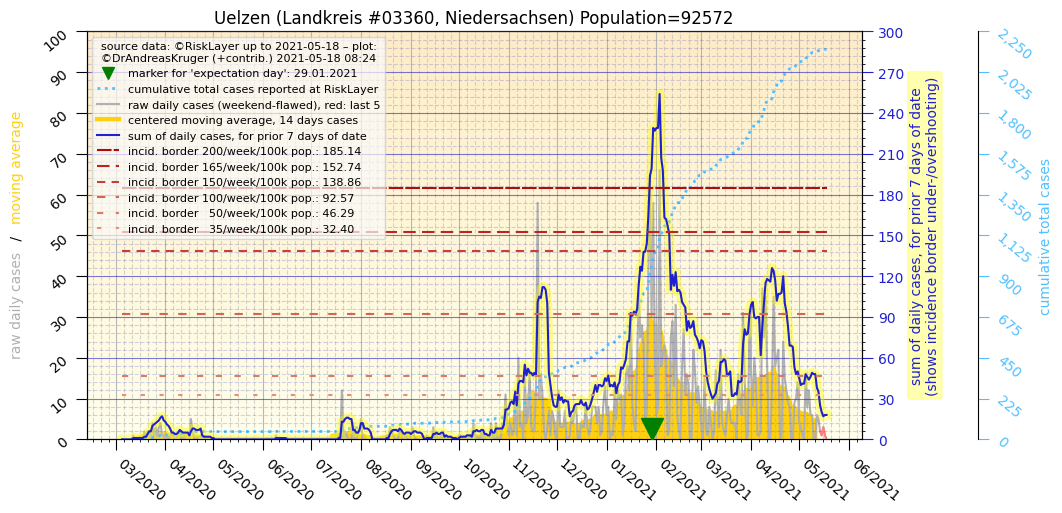 Uelzen (Landkreis #03360, Niedersachsen) Population=92572
source data: ©RiskLayer up to 2021-05-18 – plot:
©DrAndreasKruger (+contrib.) 2021-05-18 08:24
marker for 'expectation day': 29.01.2021
cumulative total cases reported at RiskLayer
raw daily cases (weekend-flawed), red: last 5
centered moving average, 14 days cases
sum of daily cases, for prior 7 days of date
incid. border 200/week/100k pop.: 185.14
incid. border 165/week/100k pop.: 152.74
incid. border 150/week/100k pop.: 138.86
incid. border 100/week/100k pop.: 92.57
incid. border 50/week/100k pop.: 46.29
incid. border 35/week/100k pop.: 32.40
raw daily cases / moving average
100
90
80
70
60
50
40
30
20
10
0
03/2020
04/2020
05/2020
06/2020
07/2020
08/2020
09/2020
10/2020
11/2020
12/2020
01/2021
02/2021
03/2021
04/2021
05/2021
06/2021
300
270
240
210
180
150
120
90
60
30
0
sum of daily cases, for prior 7 days of date
(shows incidence border under-/overshooting)
2,250
2,025
1,800
1,575
1,350
1,125
900
675
450
225
0
cumulative total cases